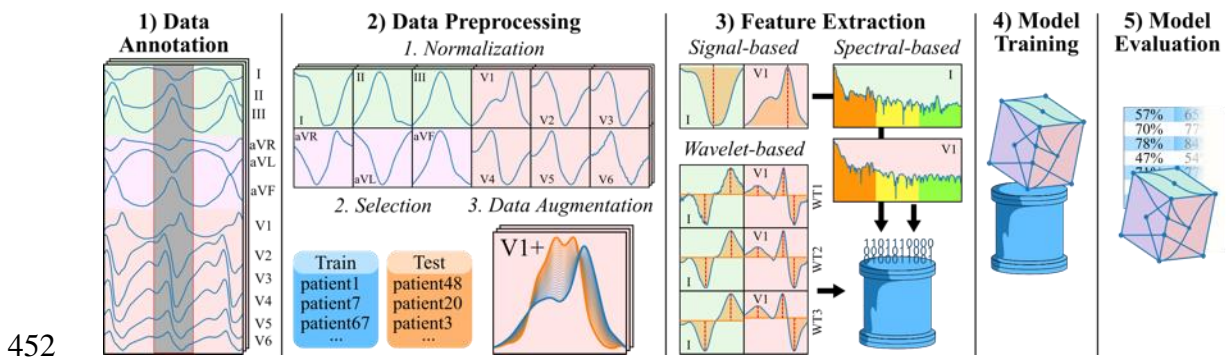 1) Data
Annotation
I
II
III
aVR
aVL
aVF
V1
V2
V3
V4
V5
V6
2) Data Preprocessing
1. Normalization
I
II
III
V1
V2
V3
aVR
aVL
aVF
V4
V5
V6
2. Selection
3. Data Augmentation
Train
patient1
patient7
patient67
...
Test
patient48
patient20
patient3
...
V1+
3) Feature Extraction
Signal-based
Spectral-based
I
V1
I
V1
Wavelet-based
I
V1
WT1
I
V1
WT2
I
V1
WT3
11011110000
00100011001
4) Model
Training
5) Model
Evaluation
57%
70%
78%
47%
452